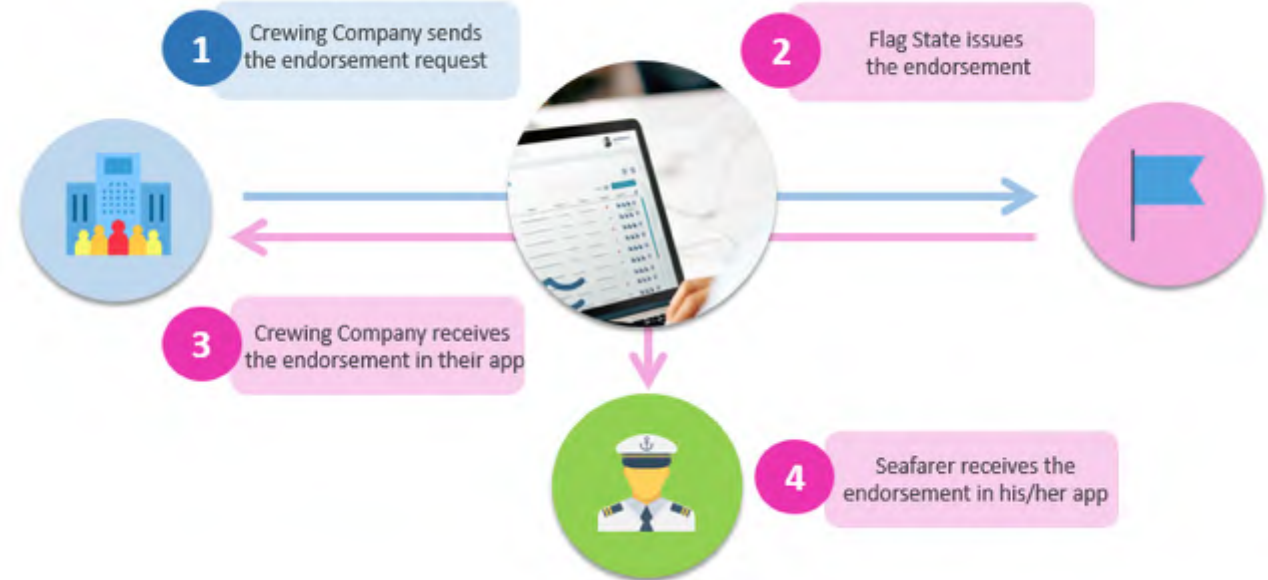 1
Crewing Company sends
the endorsement request
2
Flag State issues
the endorsement
3
Crewing Company receives
the endorsement in their app
4
Seafarer receives the
endorsement in his/her app